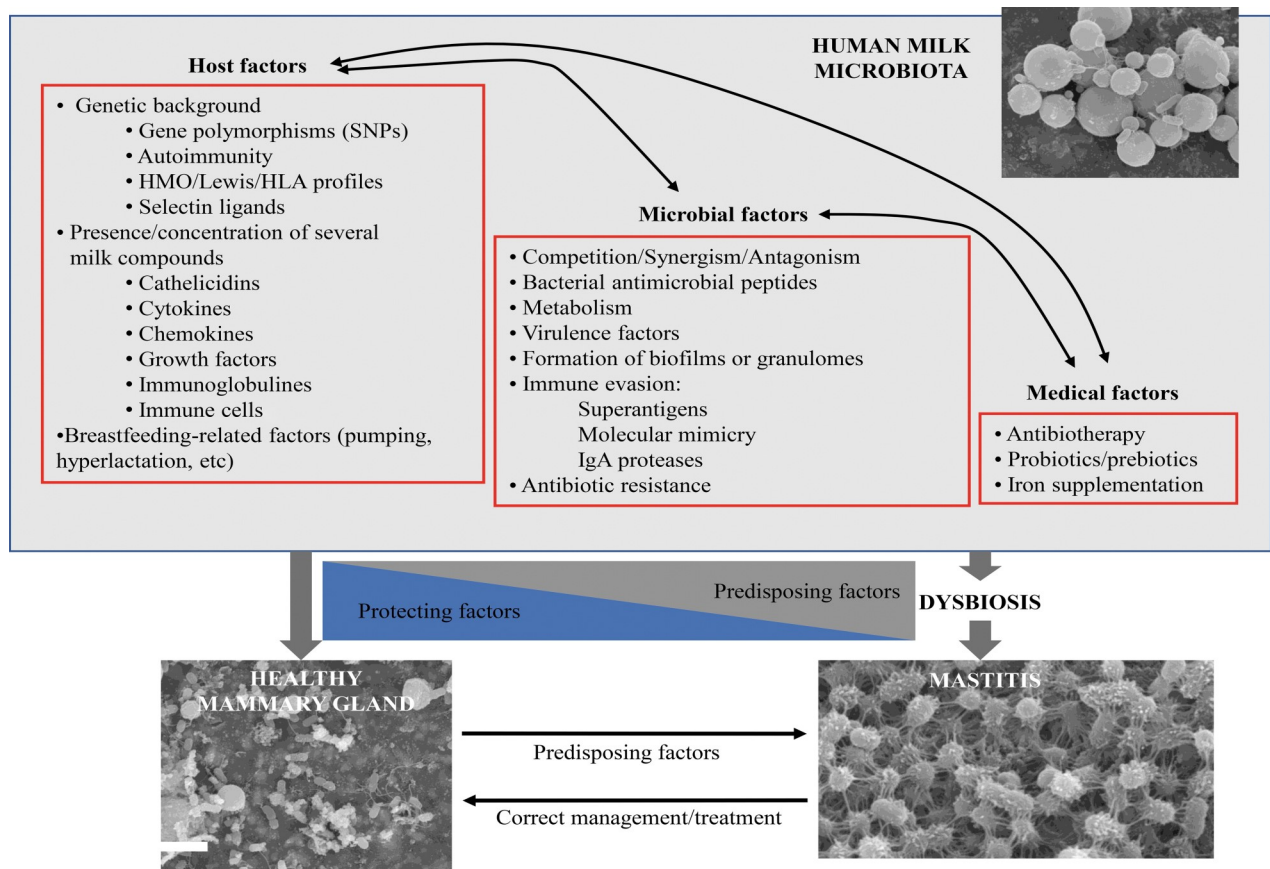 HUMAN MILK
MICROBIOTA
Host factors
• Genetic background
• Gene polymorphisms (SNPs)
• Autoimmunity
• HMO/Lewis/HLA profiles
• Selectin ligands
• Presence/concentration of several
milk compounds
• Cathelicidins
• Cytokines
• Chemokines
• Growth factors
• Immunoglobulines
• Immune cells
•Breastfeeding-related factors (pumping,
hyperlactation, etc)
Microbial factors
• Competition/Synergism/Antagonism
• Bacterial antimicrobial peptides
• Metabolism
• Virulence factors
• Formation of biofilms or granulomes
• Immune evasion:
Superantigens
Molecular mimicry
IgA proteases
• Antibiotic resistance
Medical factors
• Antibiotherapy
• Probiotics/prebiotics
• Iron supplementation
Predisposing factors
Protecting factors
DYSBIOSIS
HEALTHY
MAMMARY GLAND
MASTITIS
Predisposing factors
Correct management/treatment